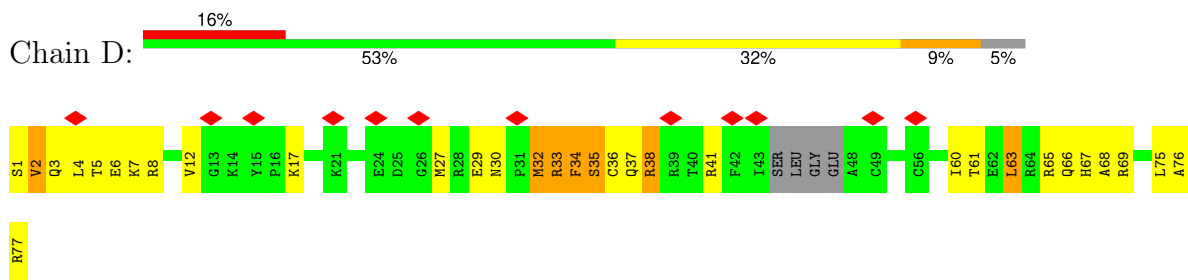 16%
Chain D:
53% 32% 9% 5%
S1 V2 Q3 L4 T5 E6 K7 R8 V12 G13 K14 Y15 P16 K17 K21 E24 D25 G26 M27 R28 E29 N30 P31 M32 R33 F34 S35 C36 Q37 R38 R39 T40 R41 F42 I43 SER LEU GLY GLU A48 C49 C56 I60 T61 E62 L63 R64 R65 Q66 H67 A68 R69 L75 A76
R77